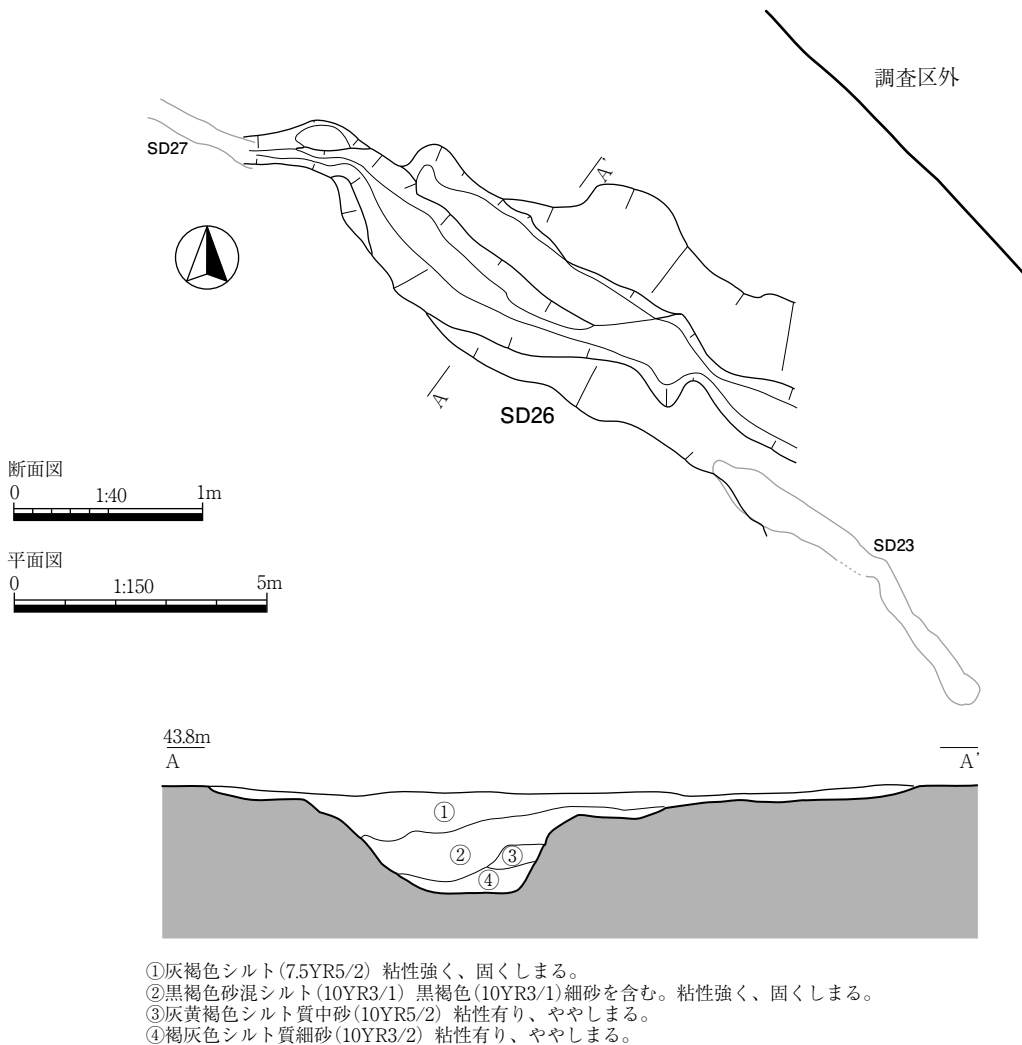 調査区外
SD27
A'
A
SD26
断面図
0 1:40 1m
平面図
0 1:150 5m
SD23
43.8m
A A'
①
②
③
④
①灰褐色シルト(7.5YR5/2) 粘性強く、固くしまる。
②黒褐色砂混シルト(10YR3/1) 黒褐色(10YR3/1)細砂を含む。粘性強く、固くしまる。
③灰黄褐色シルト質中砂(10YR5/2) 粘性有り、ややしまる。
④褐灰色シルト質細砂(10YR3/2) 粘性有り、ややしまる。